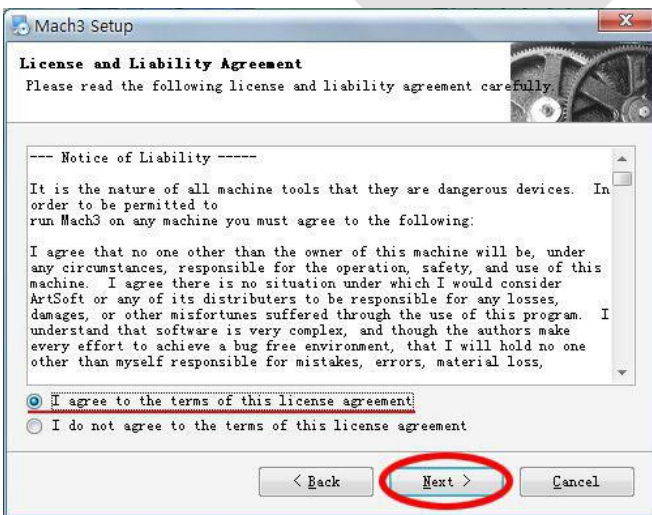 Mach3 Setup
License and Liability Agreement
Please read the following license and liability agreement carefully.
--- Notice of Liability -----
It is the nature of all machine tools that they are dangerous devices. In
order to be permitted to
run Mach3 on any machine you must agree to the following:
I agree that no one other than the owner of this machine will be, under
any circumstances, responsible for the operation, safety, and use of this
machine. I agree there is no situation under which I would consider
ArtSoft or any of its distributers to be responsible for any losses,
damages, or other misfortunes suffered through the use of this program. I
understand that software is very complex, and though the authors make
every effort to achieve a bug free environment, that I will hold no one
other than myself responsible for mistakes, errors, material loss,
I agree to the terms of this license agreement
I do not agree to the terms of this license agreement
< Back
Next >
Cancel